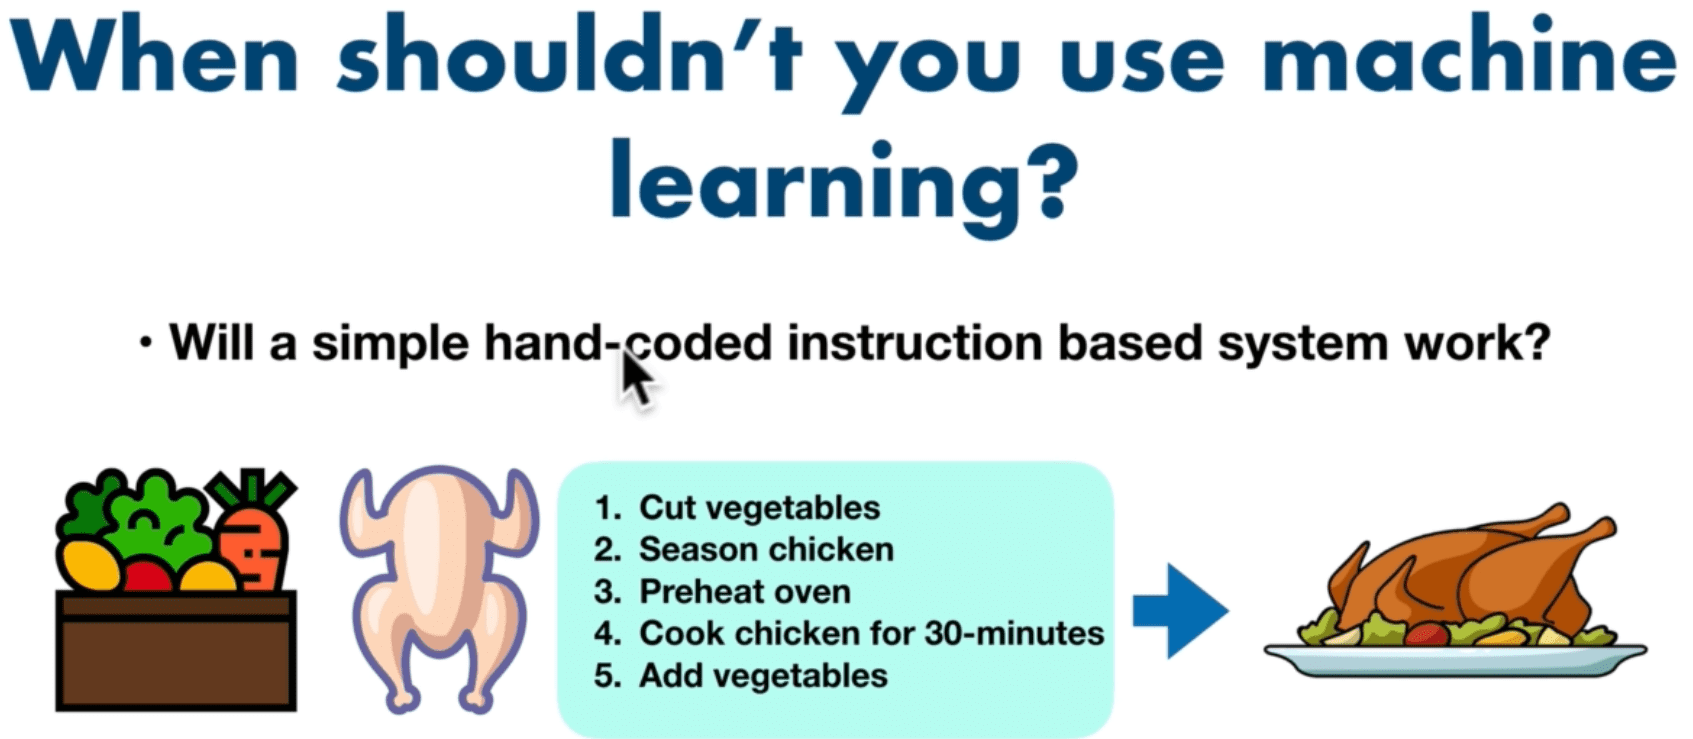 When shouldn’t you use machine
learning?
• Will a simple hand-coded instruction based system work?
1. Cut vegetables
2. Season chicken
3. Preheat oven
4. Cook chicken for 30-minutes
5. Add vegetables